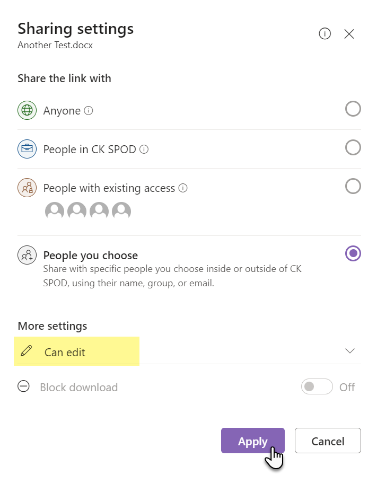 Sharing settings
Another Test.docx
Share the link with
Anyone
People in CK SPOD
People with existing access
People you choose
Share with specific people you choose inside or outside of CK
SPOD, using their name, group, or email.
More settings
Can edit
Block download Off
Apply Cancel